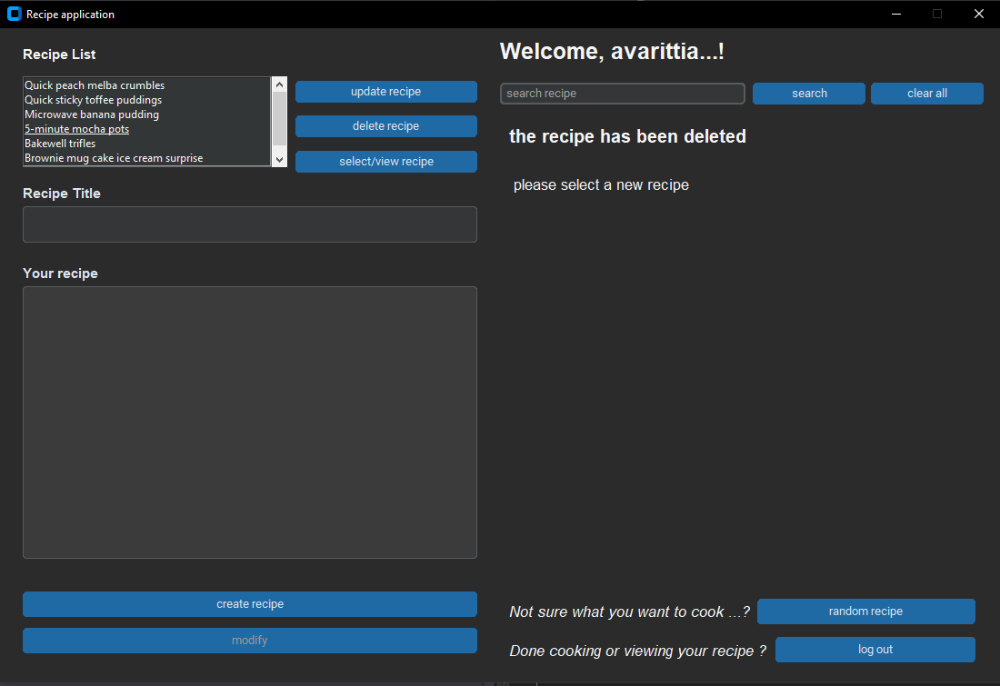 Recipe application
Recipe List
Quick peach melba crumbles
Quick sticky toffee puddings
Microwave banana pudding
5-minute mocha pots
Bakewell trifles
Brownie mug cake ice cream surprise
update recipe
delete recipe
select/view recipe
Recipe Title
Your recipe
create recipe
modify
Welcome, avarittia...!
search recipe
search
clear all
the recipe has been deleted
please select a new recipe
Not sure what you want to cook ...?
random recipe
Done cooking or viewing your recipe ?
log out